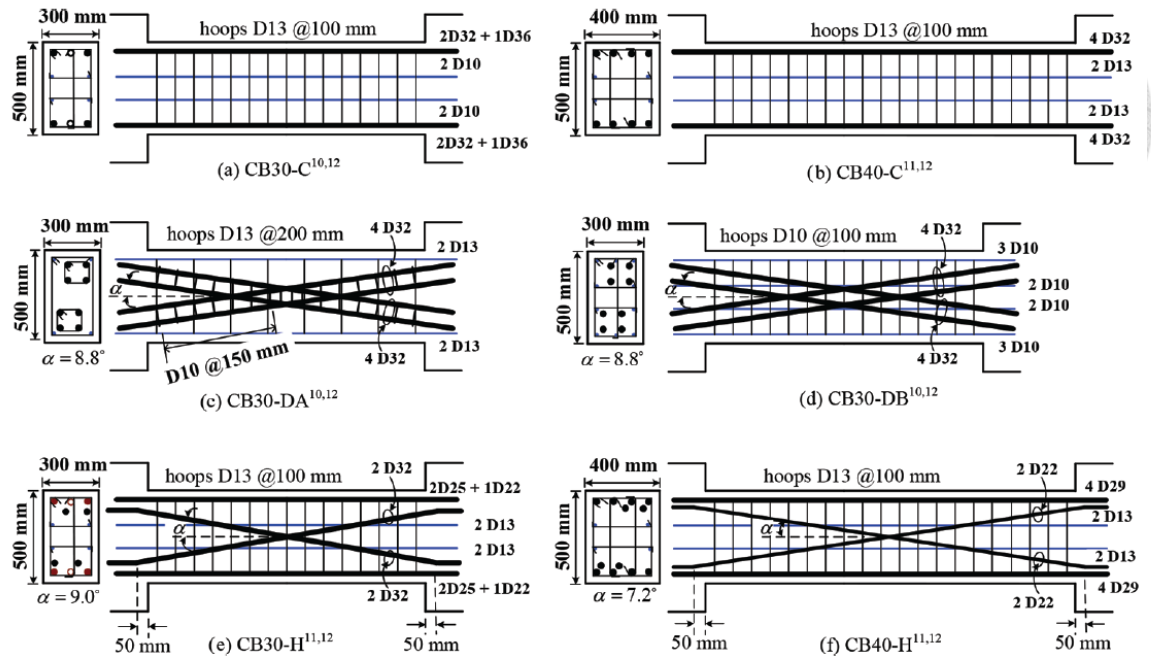 300 mm
hoops D13 @100 mm
2D32 + 1D36
500 mm
2 D10
2 D10
2D32 + 1D36
(a) CB30-C10,12
400 mm
hoops D13 @100 mm
4 D32
500 mm
2 D13
2 D13
4 D32
(b) CB40-C11,12
300 mm
hoops D13 @200 mm
4 D32
2 D13
500 mm
α
α = 8.8°
D10 @150 mm
4 D32
2 D13
(c) CB30-DA10,12
300 mm
hoops D10 @100 mm
4 D32
3 D10
500 mm
α
2 D10
2 D10
α = 8.8°
4 D32
3 D10
(d) CB30-DB10,12
300 mm
hoops D13 @100 mm
2 D32
2D25 + 1D22
500 mm
α
2 D13
2 D13
α = 9.0°
2 D32
2D25 + 1D22
50 mm
50 mm
(e) CB30-H11,12
400 mm
hoops D13 @100 mm
2 D22
4 D29
500 mm
α
2 D13
2 D13
α = 7.2°
2 D22
4 D29
50 mm
50 mm
(f) CB40-H11,12